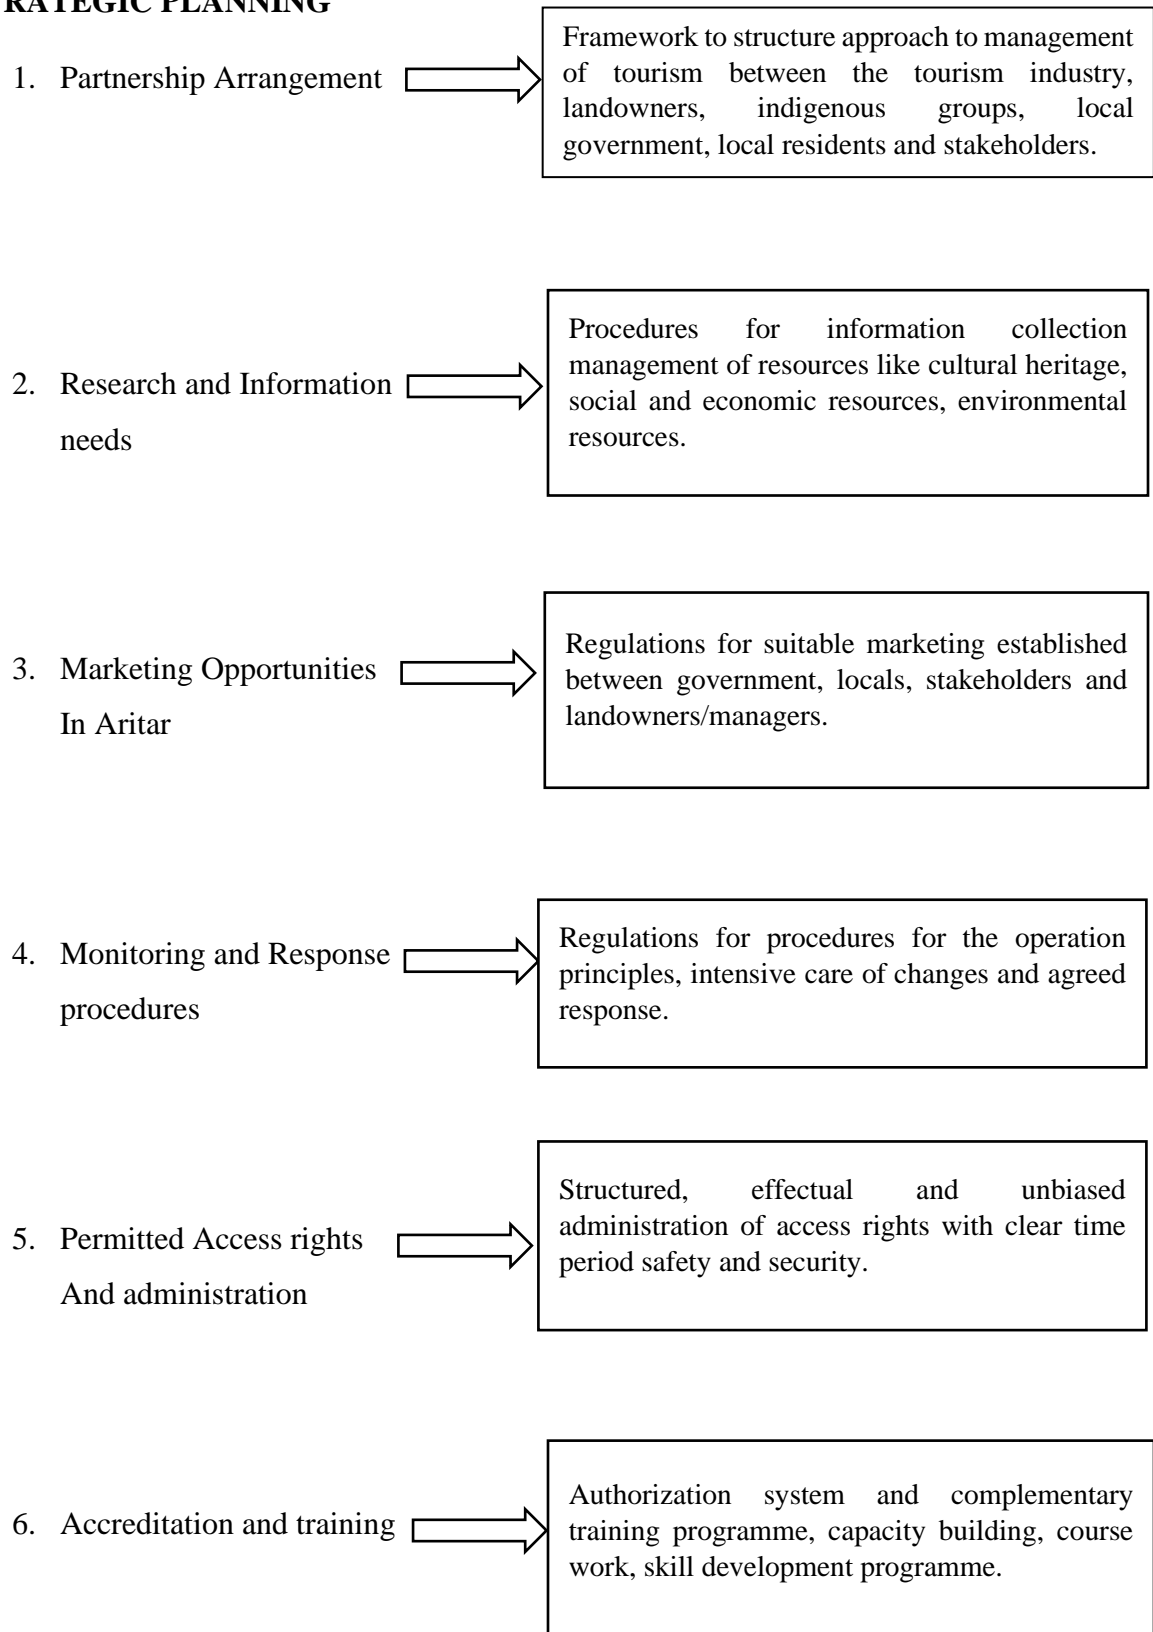 RATEGIC PLANNING
1. Partnership Arrangement
Framework to structure approach to management
of tourism between the tourism industry,
landowners, indigenous groups, local
government, local residents and stakeholders.
2. Research and Information
needs
Procedures for information collection
management of resources like cultural heritage,
social and economic resources, environmental
resources.
3. Marketing Opportunities
In Aritar
Regulations for suitable marketing established
between government, locals, stakeholders and
landowners/managers.
4. Monitoring and Response
procedures
Regulations for procedures for the operation
principles, intensive care of changes and agreed
response.
5. Permitted Access rights
And administration
Structured, effectual and unbiased
administration of access rights with clear time
period safety and security.
6. Accreditation and training
Authorization system and complementary
training programme, capacity building, course
work, skill development programme.